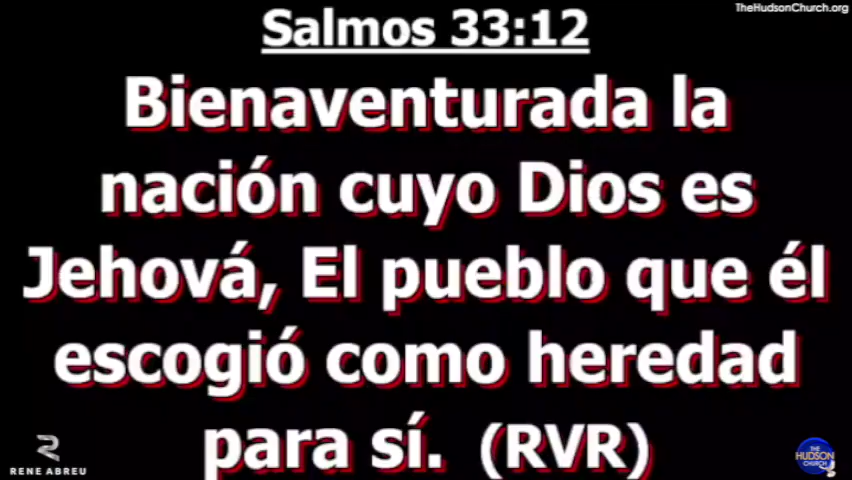 TheHudsonChurch.org
Salmos 33:12
Bienaventurada la
nación cuyo Dios es
Jehová, El pueblo que él
escogió como heredad
para sí. (RVR)
RENE ABREU
THE
HUDSON
CHURCH